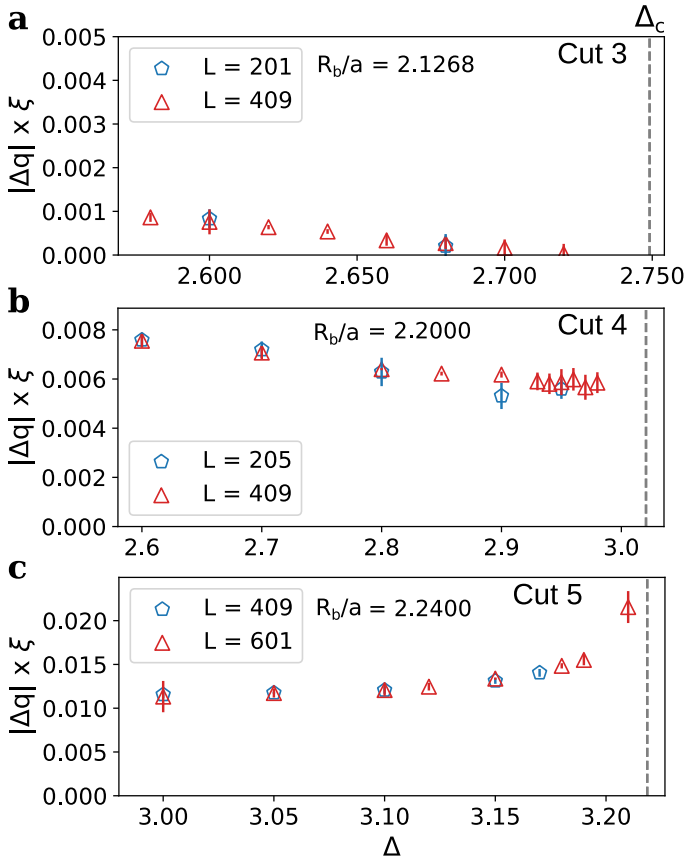 a
Δc
0.005
0.004
0.003
0.002
0.001
0.000
|Δq| x ξ
L = 201
L = 409
R_b/a = 2.1268
Cut 3
2.600
2.650
2.700
2.750
b
0.008
0.006
0.004
0.002
0.000
|Δq| x ξ
R_b/a = 2.2000
Cut 4
L = 205
L = 409
2.6
2.7
2.8
2.9
3.0
c
0.020
0.015
0.010
0.005
0.000
|Δq| x ξ
L = 409
L = 601
R_b/a = 2.2400
Cut 5
3.00
3.05
3.10
3.15
3.20
Δ